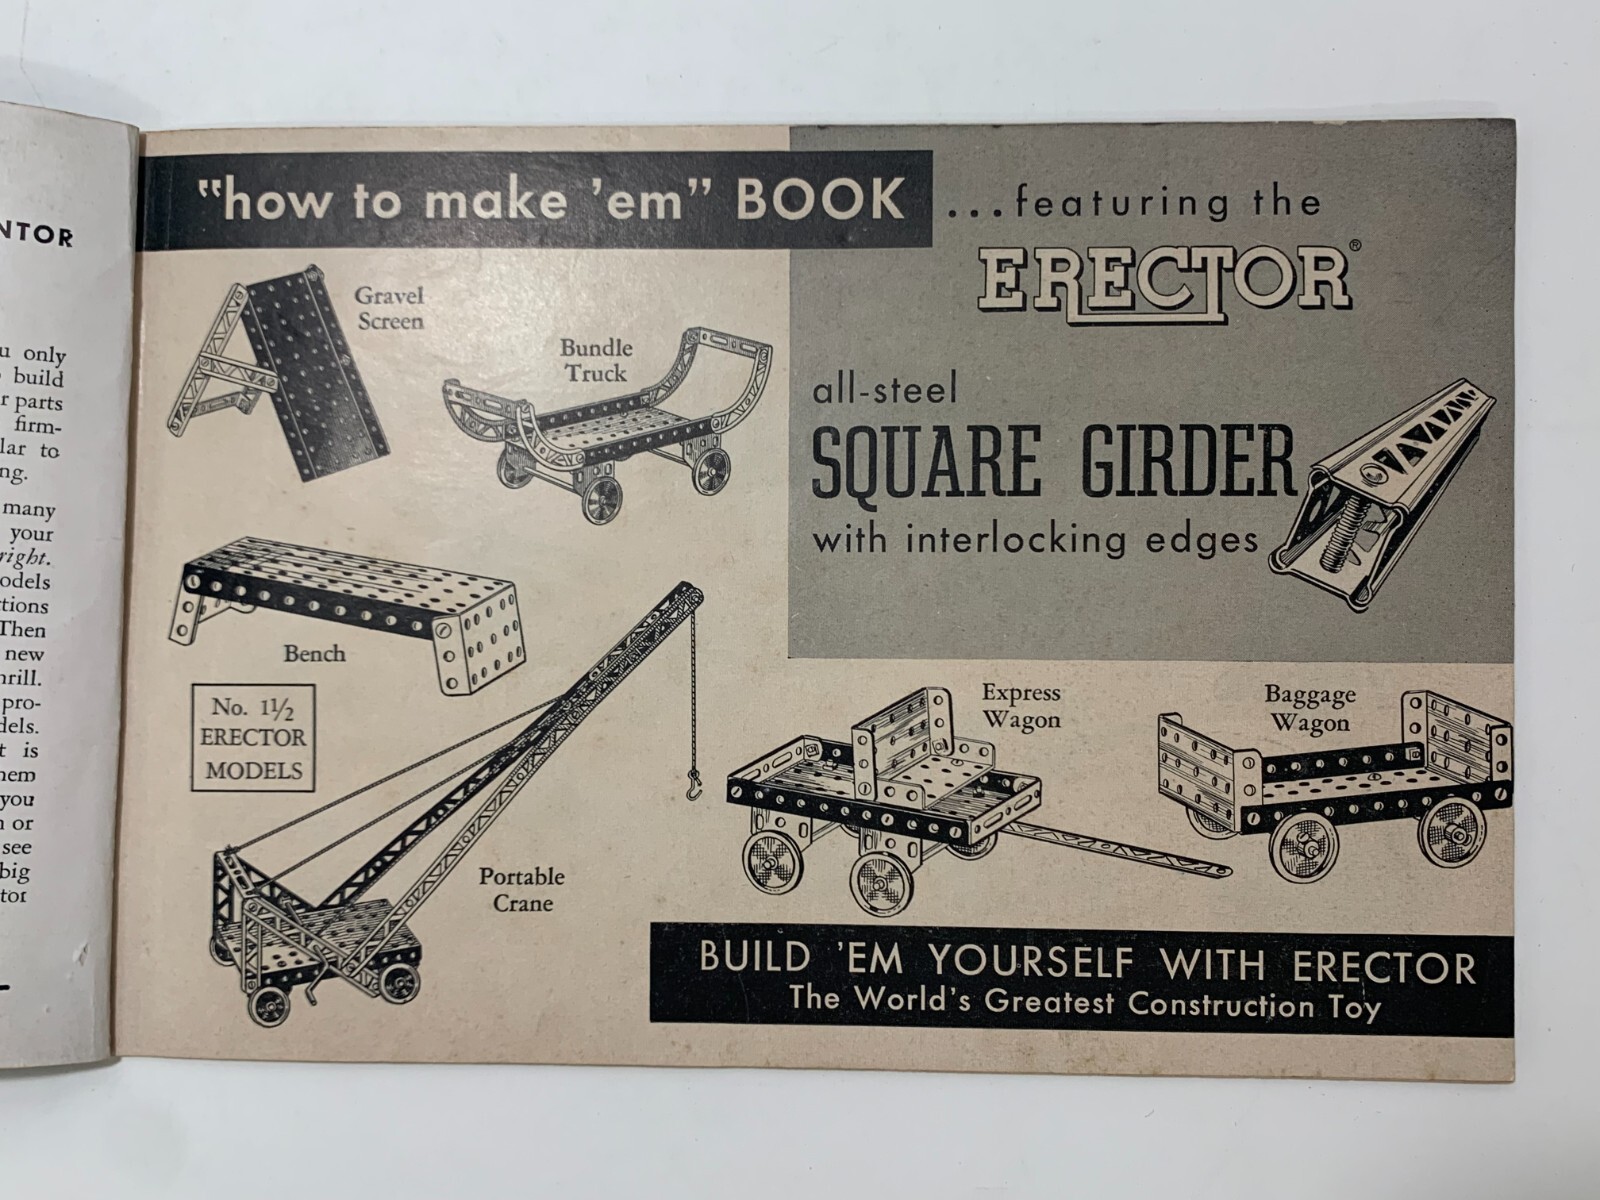 NTOR
u only
build
r parts
firm-
lar to
ng.
many
your
right.
odels
tions
Then
new
hrill.
pro-
dels.
t is
hem
you
n or
see
big
tor
"how to make 'em" BOOK
...featuring the
ERECTOR®
all-steel
SQUARE GIRDER
with interlocking edges
Gravel
Screen
Bundle
Truck
Bench
No. 1½
ERECTOR
MODELS
Portable
Crane
Express
Wagon
Baggage
Wagon
BUILD 'EM YOURSELF WITH ERECTOR
The World's Greatest Construction Toy